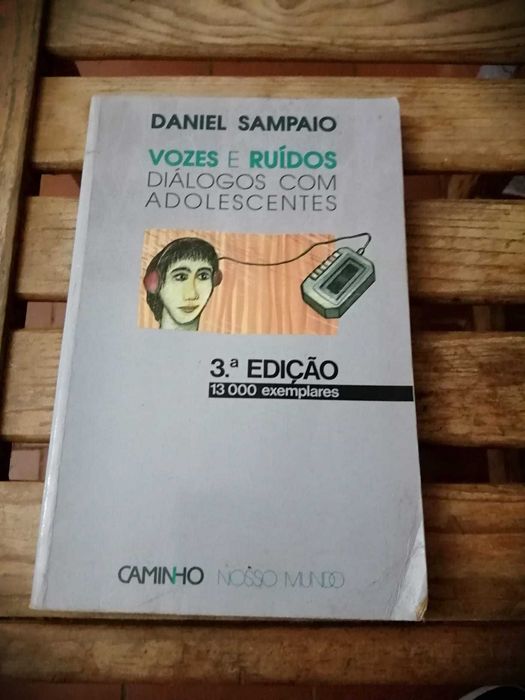 DANIEL SAMPAIO
VOZES E RUÍDOS
DIÁLOGOS COM
ADOLESCENTES
3.ª EDIÇÃO
13 000 exemplares
CAMINHO NOSSO MUNDO